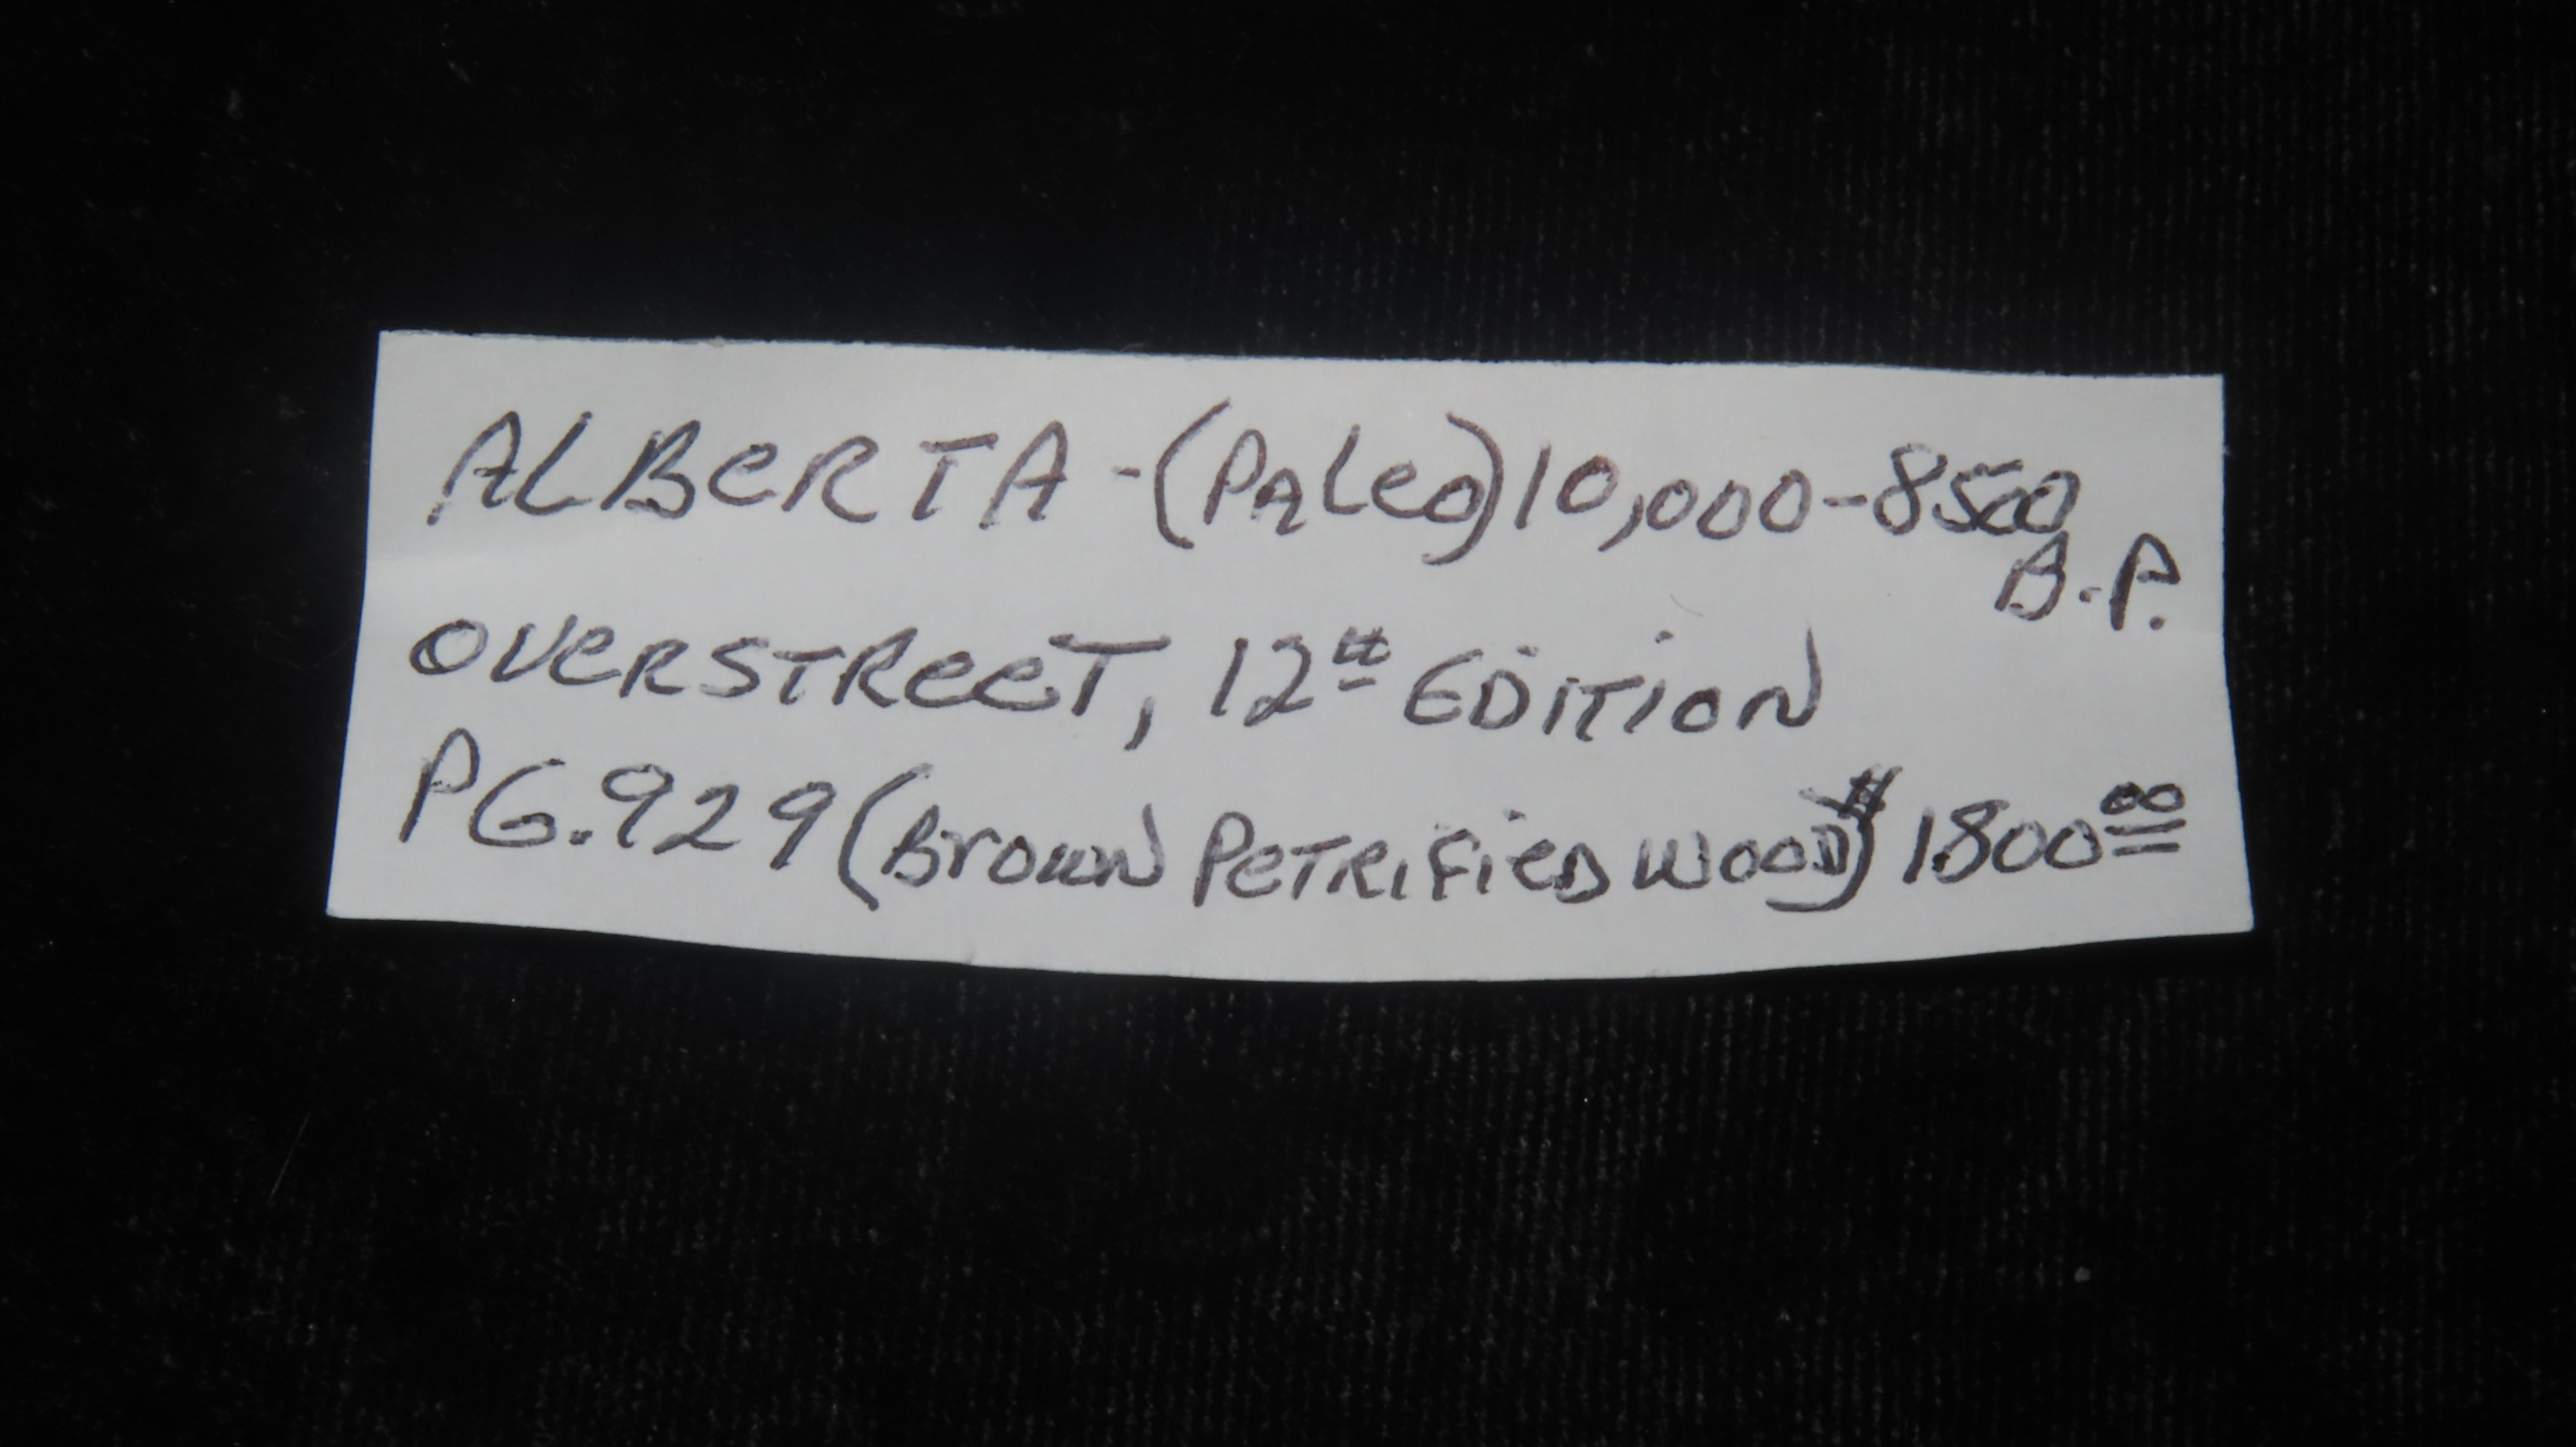 ALBERTA - (PALEO) 10,000-8500
B.P.
OVERSTREET, 12th EDITION
PG. 929 (BROWN PETRIFIED WOOD) $1800.00